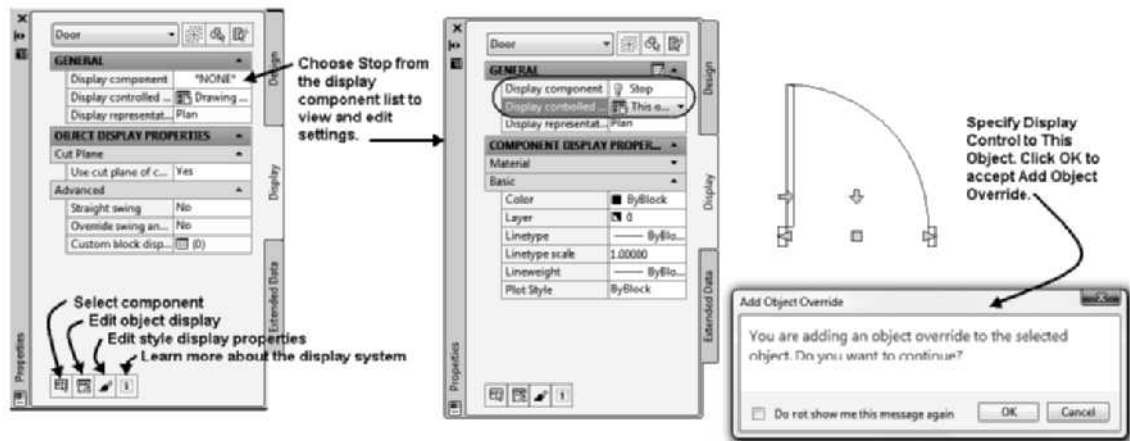 Door
GENERAL
Display component *NONE*
Display controlled ... Drawing ...
Display representat... Plan
OBJECT DISPLAY PROPERTIES
Cut Plane
Use cut plane of c... Yes
Advanced
Straight swing No
Override swing an... No
Custom block disp... (0)
Design
Display
Extended Data
Properties
Select component
Edit object display
Edit style display properties
Learn more about the display system
Choose Stop from
the display
component list to
view and edit
settings.
Door
GENERAL
Display component Stop
Display controlled ... This o...
Display representat... Plan
COMPONENT DISPLAY PROPER...
Material
Basic
Color ByBlock
Layer 0
Linetype ByBlo...
Linetype scale 1.00000
Lineweight ByBlo...
Plot Style ByBlock
Design
Display
Extended Data
Properties
Specify Display
Control to This
Object. Click OK to
accept Add Object
Override.
Add Object Override
You are adding an object override to the selected
object. Do you want to continue?
Do not show me this message again
OK
Cancel